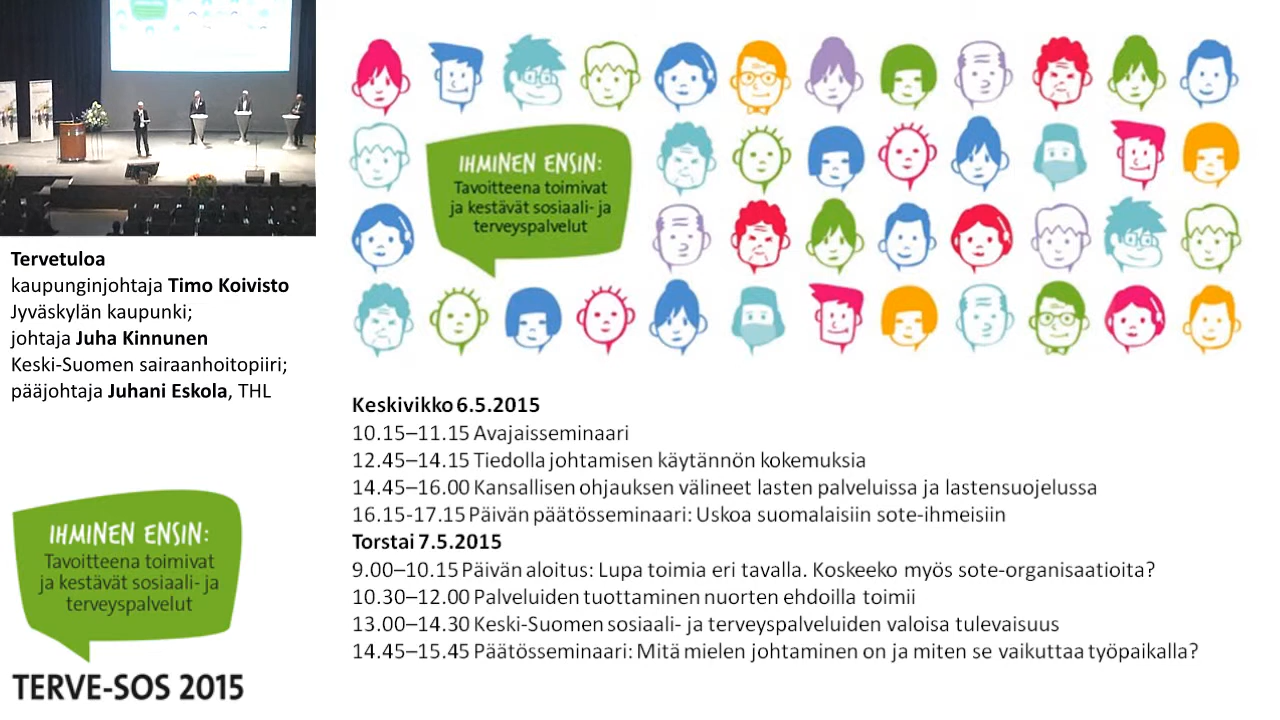 Tervetuloa
kaupunginjohtaja Timo Koivisto
Jyväskylän kaupunki;
johtaja Juha Kinnunen
Keski-Suomen sairaanhoitopiiri;
pääjohtaja Juhani Eskola, THL
IHMINEN ENSIN:
Tavoitteena toimivat
ja kestävät sosiaali- ja
terveyspalvelut
TERVE-SOS 2015
IHMINEN ENSIN:
Tavoitteena toimivat
ja kestävät sosiaali- ja
terveyspalvelut
Keskivikko 6.5.2015
10.15–11.15 Avajaisseminaari
12.45–14.15 Tiedolla johtamisen käytännön kokemuksia
14.45–16.00 Kansallisen ohjauksen välineet lasten palveluissa ja lastensuojelussa
16.15-17.15 Päivän päätösseminaari: Uskoa suomalaisiin sote-ihmeisiin
Torstai 7.5.2015
9.00–10.15 Päivän aloitus: Lupa toimia eri tavalla. Koskeeko myös sote-organisaatioita?
10.30–12.00 Palveluiden tuottaminen nuorten ehdoilla toimii
13.00–14.30 Keski-Suomen sosiaali- ja terveyspalveluiden valoisa tulevaisuus
14.45–15.45 Päätösseminaari: Mitä mielen johtaminen on ja miten se vaikuttaa työpaikalla?